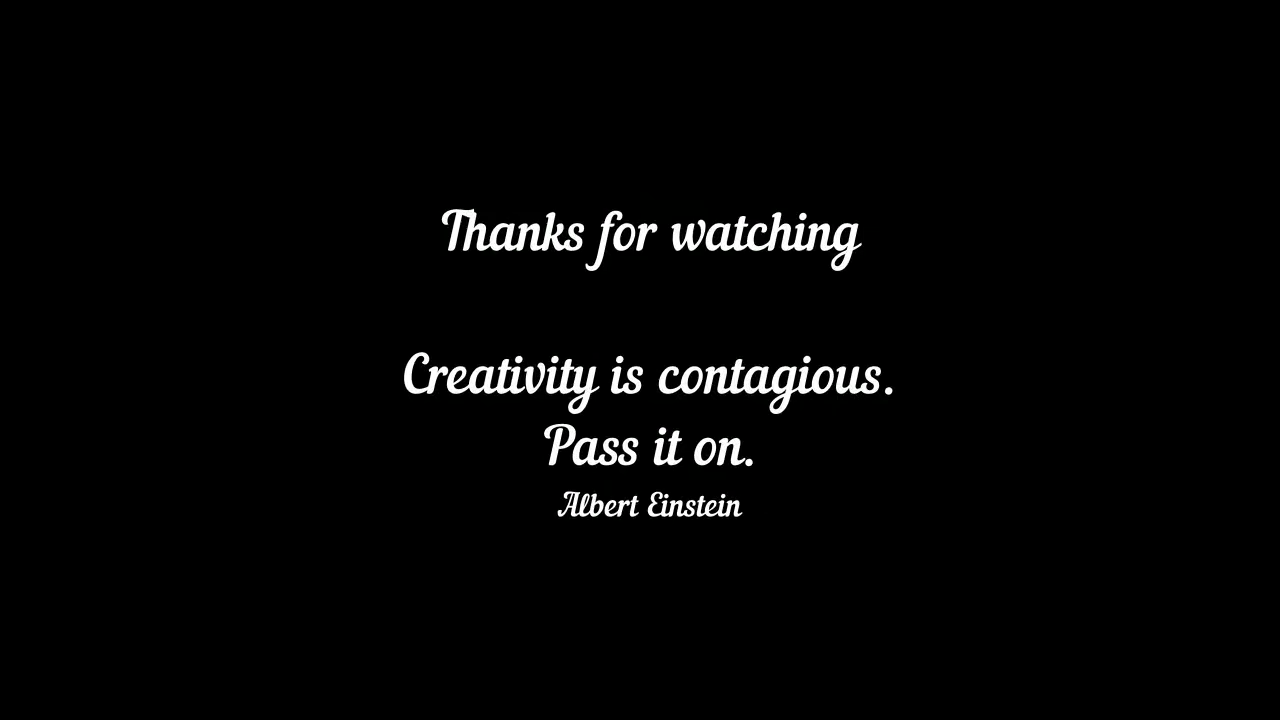 Thanks for watching
Creativity is contagious.
Pass it on.
Albert Einstein